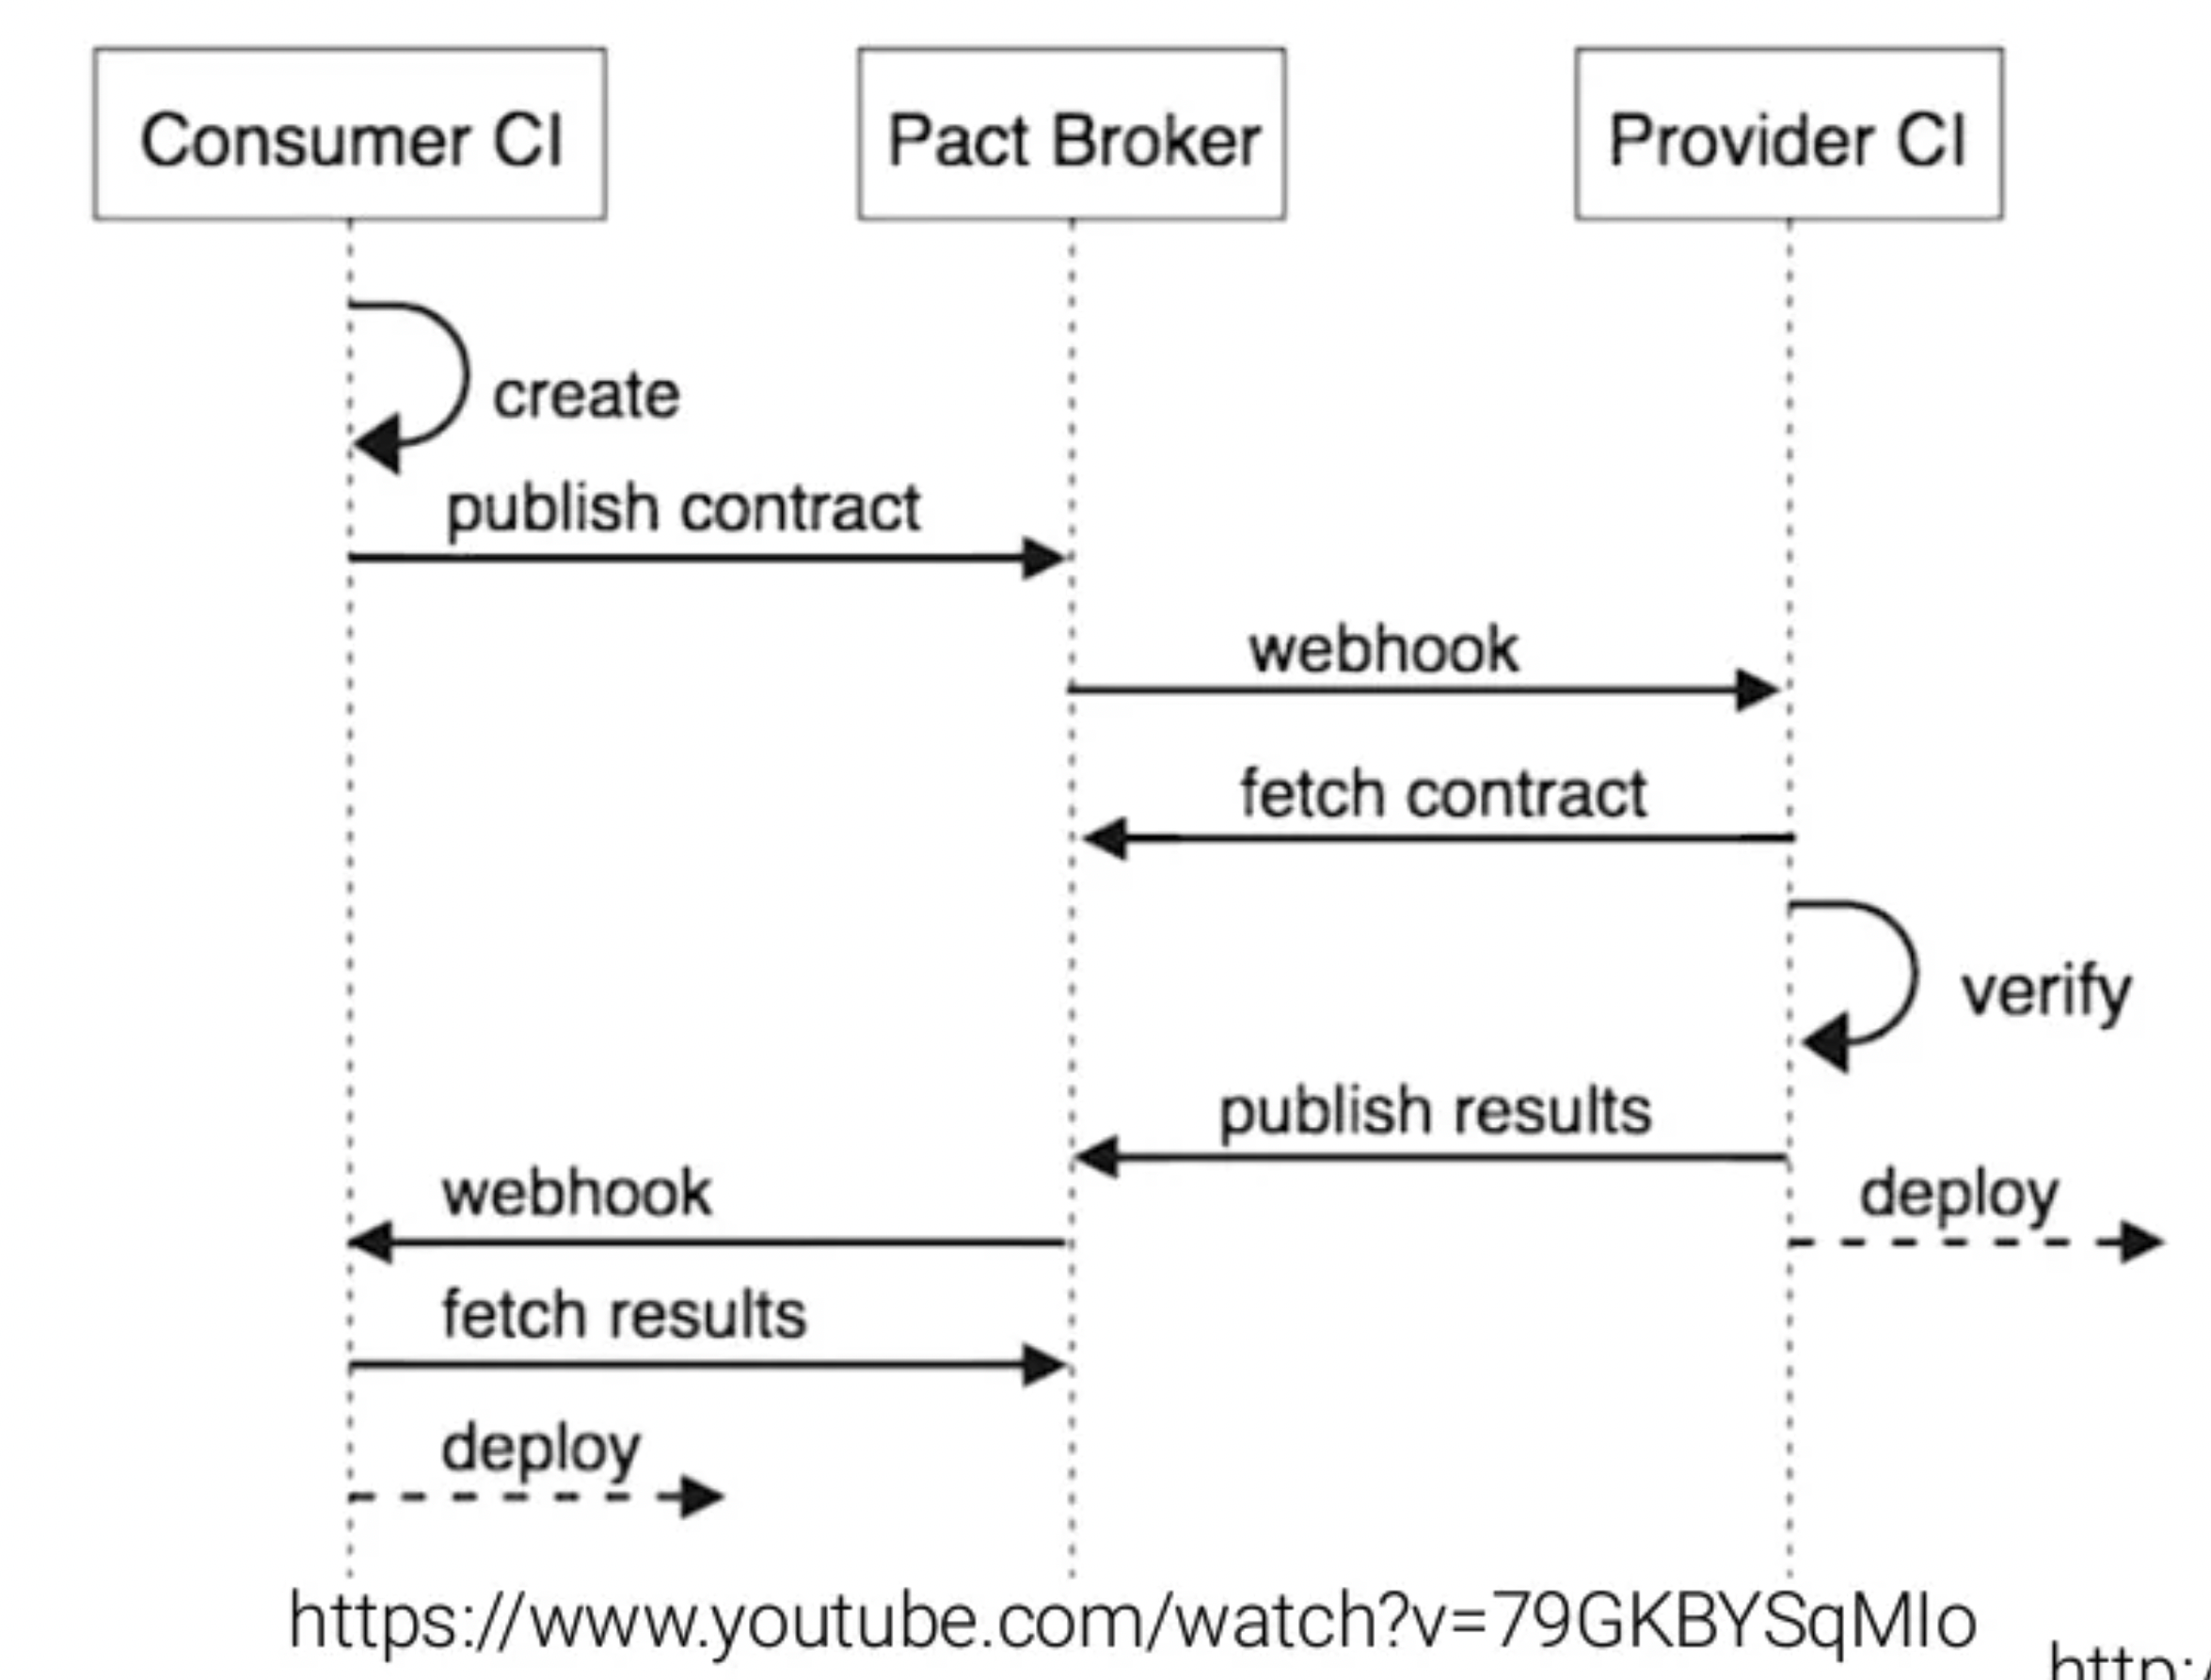 Consumer CI
Pact Broker
Provider CI
create
publish contract
webhook
fetch contract
verify
publish results
webhook
deploy
fetch results
deploy
https://www.youtube.com/watch?v=79GKBYSqMIo
http:/